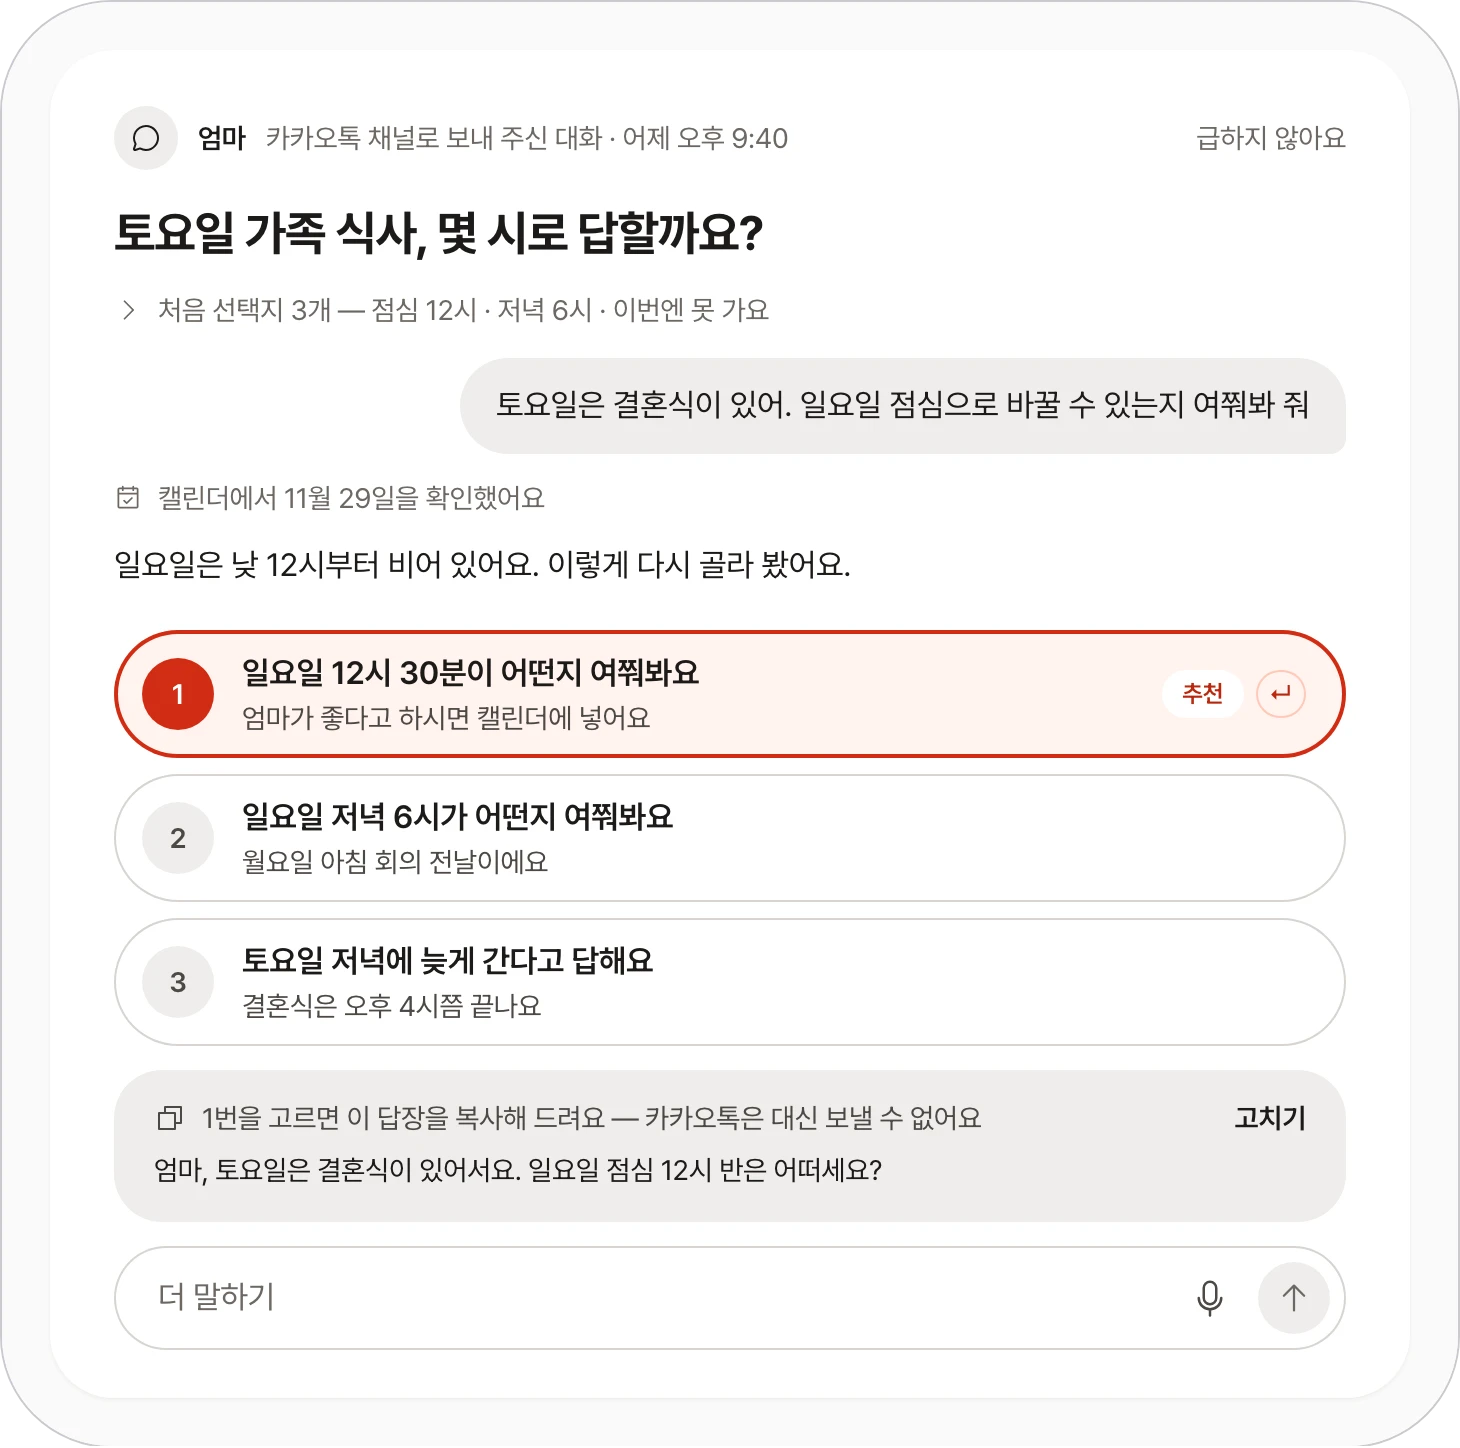 엄마 카카오톡 채널로 보내 주신 대화 · 어제 오후 9:40 급하지 않아요
토요일 가족 식사, 몇 시로 답할까요?
처음 선택지 3개 — 점심 12시 · 저녁 6시 · 이번엔 못 가요
토요일은 결혼식이 있어. 일요일 점심으로 바꿀 수 있는지 여쭤봐 줘
캘린더에서 11월 29일을 확인했어요
일요일은 낮 12시부터 비어 있어요. 이렇게 다시 골라 봤어요.
1
일요일 12시 30분이 어떤지 여쭤봐요
엄마가 좋다고 하시면 캘린더에 넣어요
추천
2
일요일 저녁 6시가 어떤지 여쭤봐요
월요일 아침 회의 전날이에요
3
토요일 저녁에 늦게 간다고 답해요
결혼식은 오후 4시쯤 끝나요
1번을 고르면 이 답장을 복사해 드려요 — 카카오톡은 대신 보낼 수 없어요 고치기
엄마, 토요일은 결혼식이 있어서요. 일요일 점심 12시 반은 어떠세요?
더 말하기